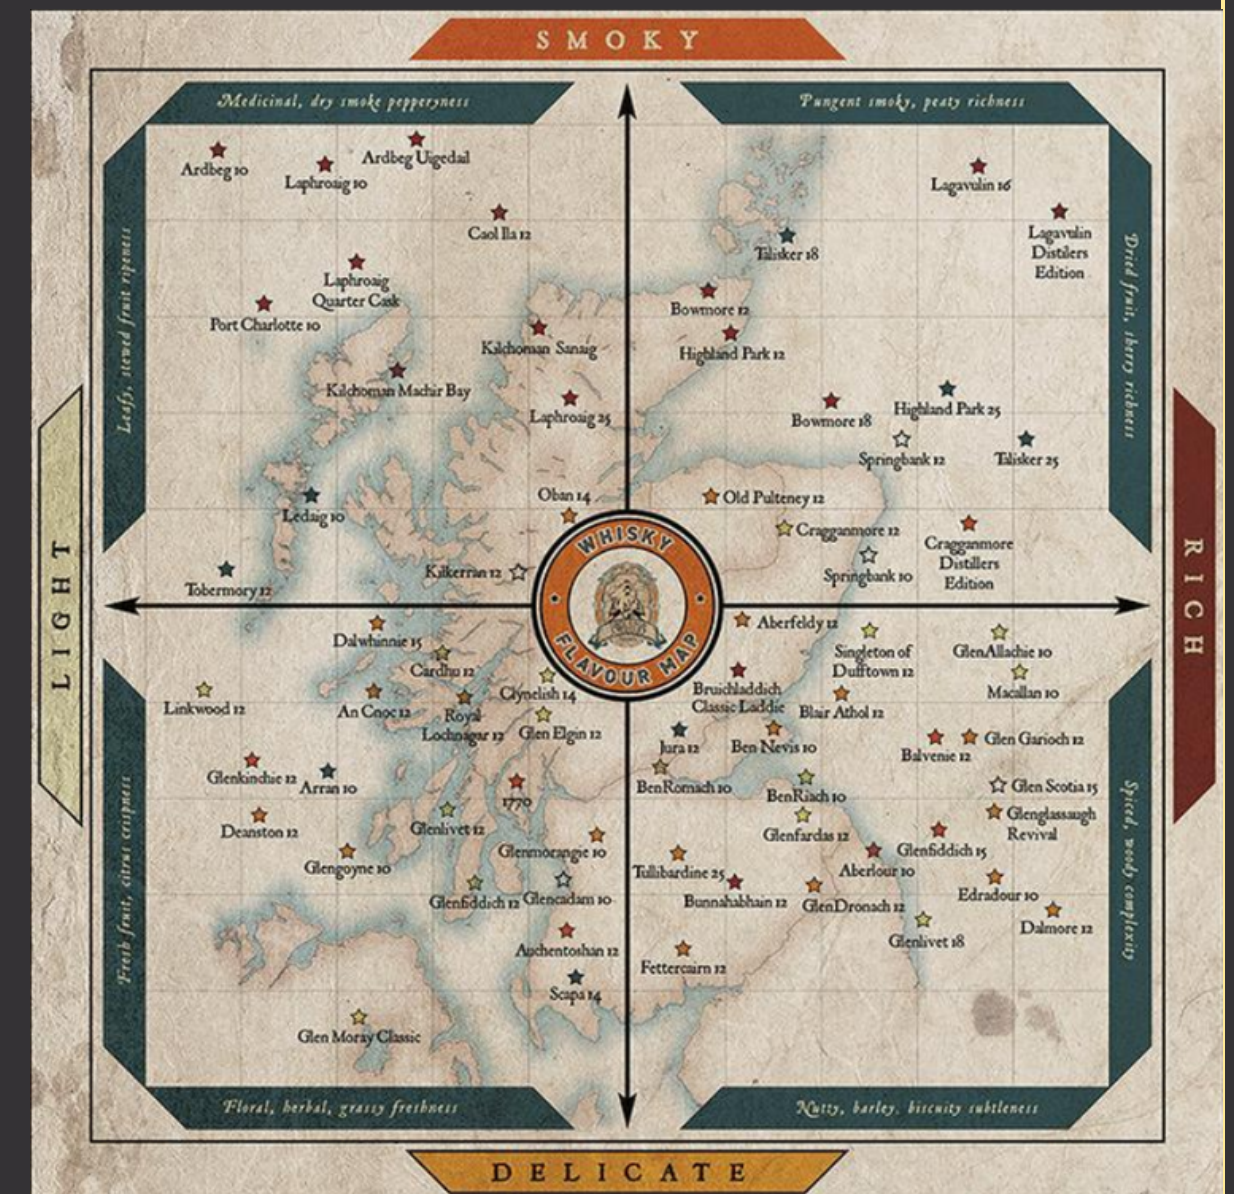 SMOKY
Medicinal, dry smoke pepperyness
Pungent smoky, peaty richness
Leafy, stewed fruit ripeness
Dried fruit, sherry richness
Ardbeg 10
Laphroaig 10
Ardbeg Uigedail
Caol Ila 12
Laphroaig
Quarter Cask
Port Charlotte 10
Kilchoman Sanaig
Kilchoman Machir Bay
Laphroaig 25
Ledaig 10
Oban 14
Tobermory 12
Kilkerran 12
Lagavulin 16
Lagavulin
Distilers
Edition
Talisker 18
Bowmore 12
Highland Park 12
Bowmore 18
Highland Park 25
Springbank 12
Talisker 25
Old Pulteney 12
Cragganmore 12
Cragganmore
Distilers
Edition
Springbank 10
WHISKY
FLAVOUR MAP
LIGHT
RICH
Dalwhinnie 15
Cardhu 12
Clynelish 14
Linkwood 12
An Cnoc 12
Royal
Lochnagar 12
Glen Elgin 12
Glenkinchie 12
Arran 10
1770
Deanston 12
Glenlivet 12
Glenmorangie 10
Glengoyne 10
Glenfiddich 12
Glencadam 10
Auchentoshan 12
Scapa 14
Glen Moray Classic
Aberfeldy 12
Singleton of
Dufftown 12
GlenAllachie 10
Macallan 10
Bruichladdich
Classic Laddie
Blair Athol 12
Jura 12
Ben Nevis 10
Balvenie 12
Glen Garioch 12
BenRomach 10
BenRiach 10
Glen Scotia 15
Glenfardas 12
Glenglassaugh
Revival
Glenfiddich 15
Tullibardine 25
Aberlour 10
Bunnahabhain 12
GlenDronach 12
Edradour 10
Dalmore 12
Glenlivet 18
Fettercairn 12
Fresh fruit, citrus crispness
Spiced, woody complexity
Floral, herbal, grassy freshness
Nutty, barley, biscuity subtleness
DELICATE